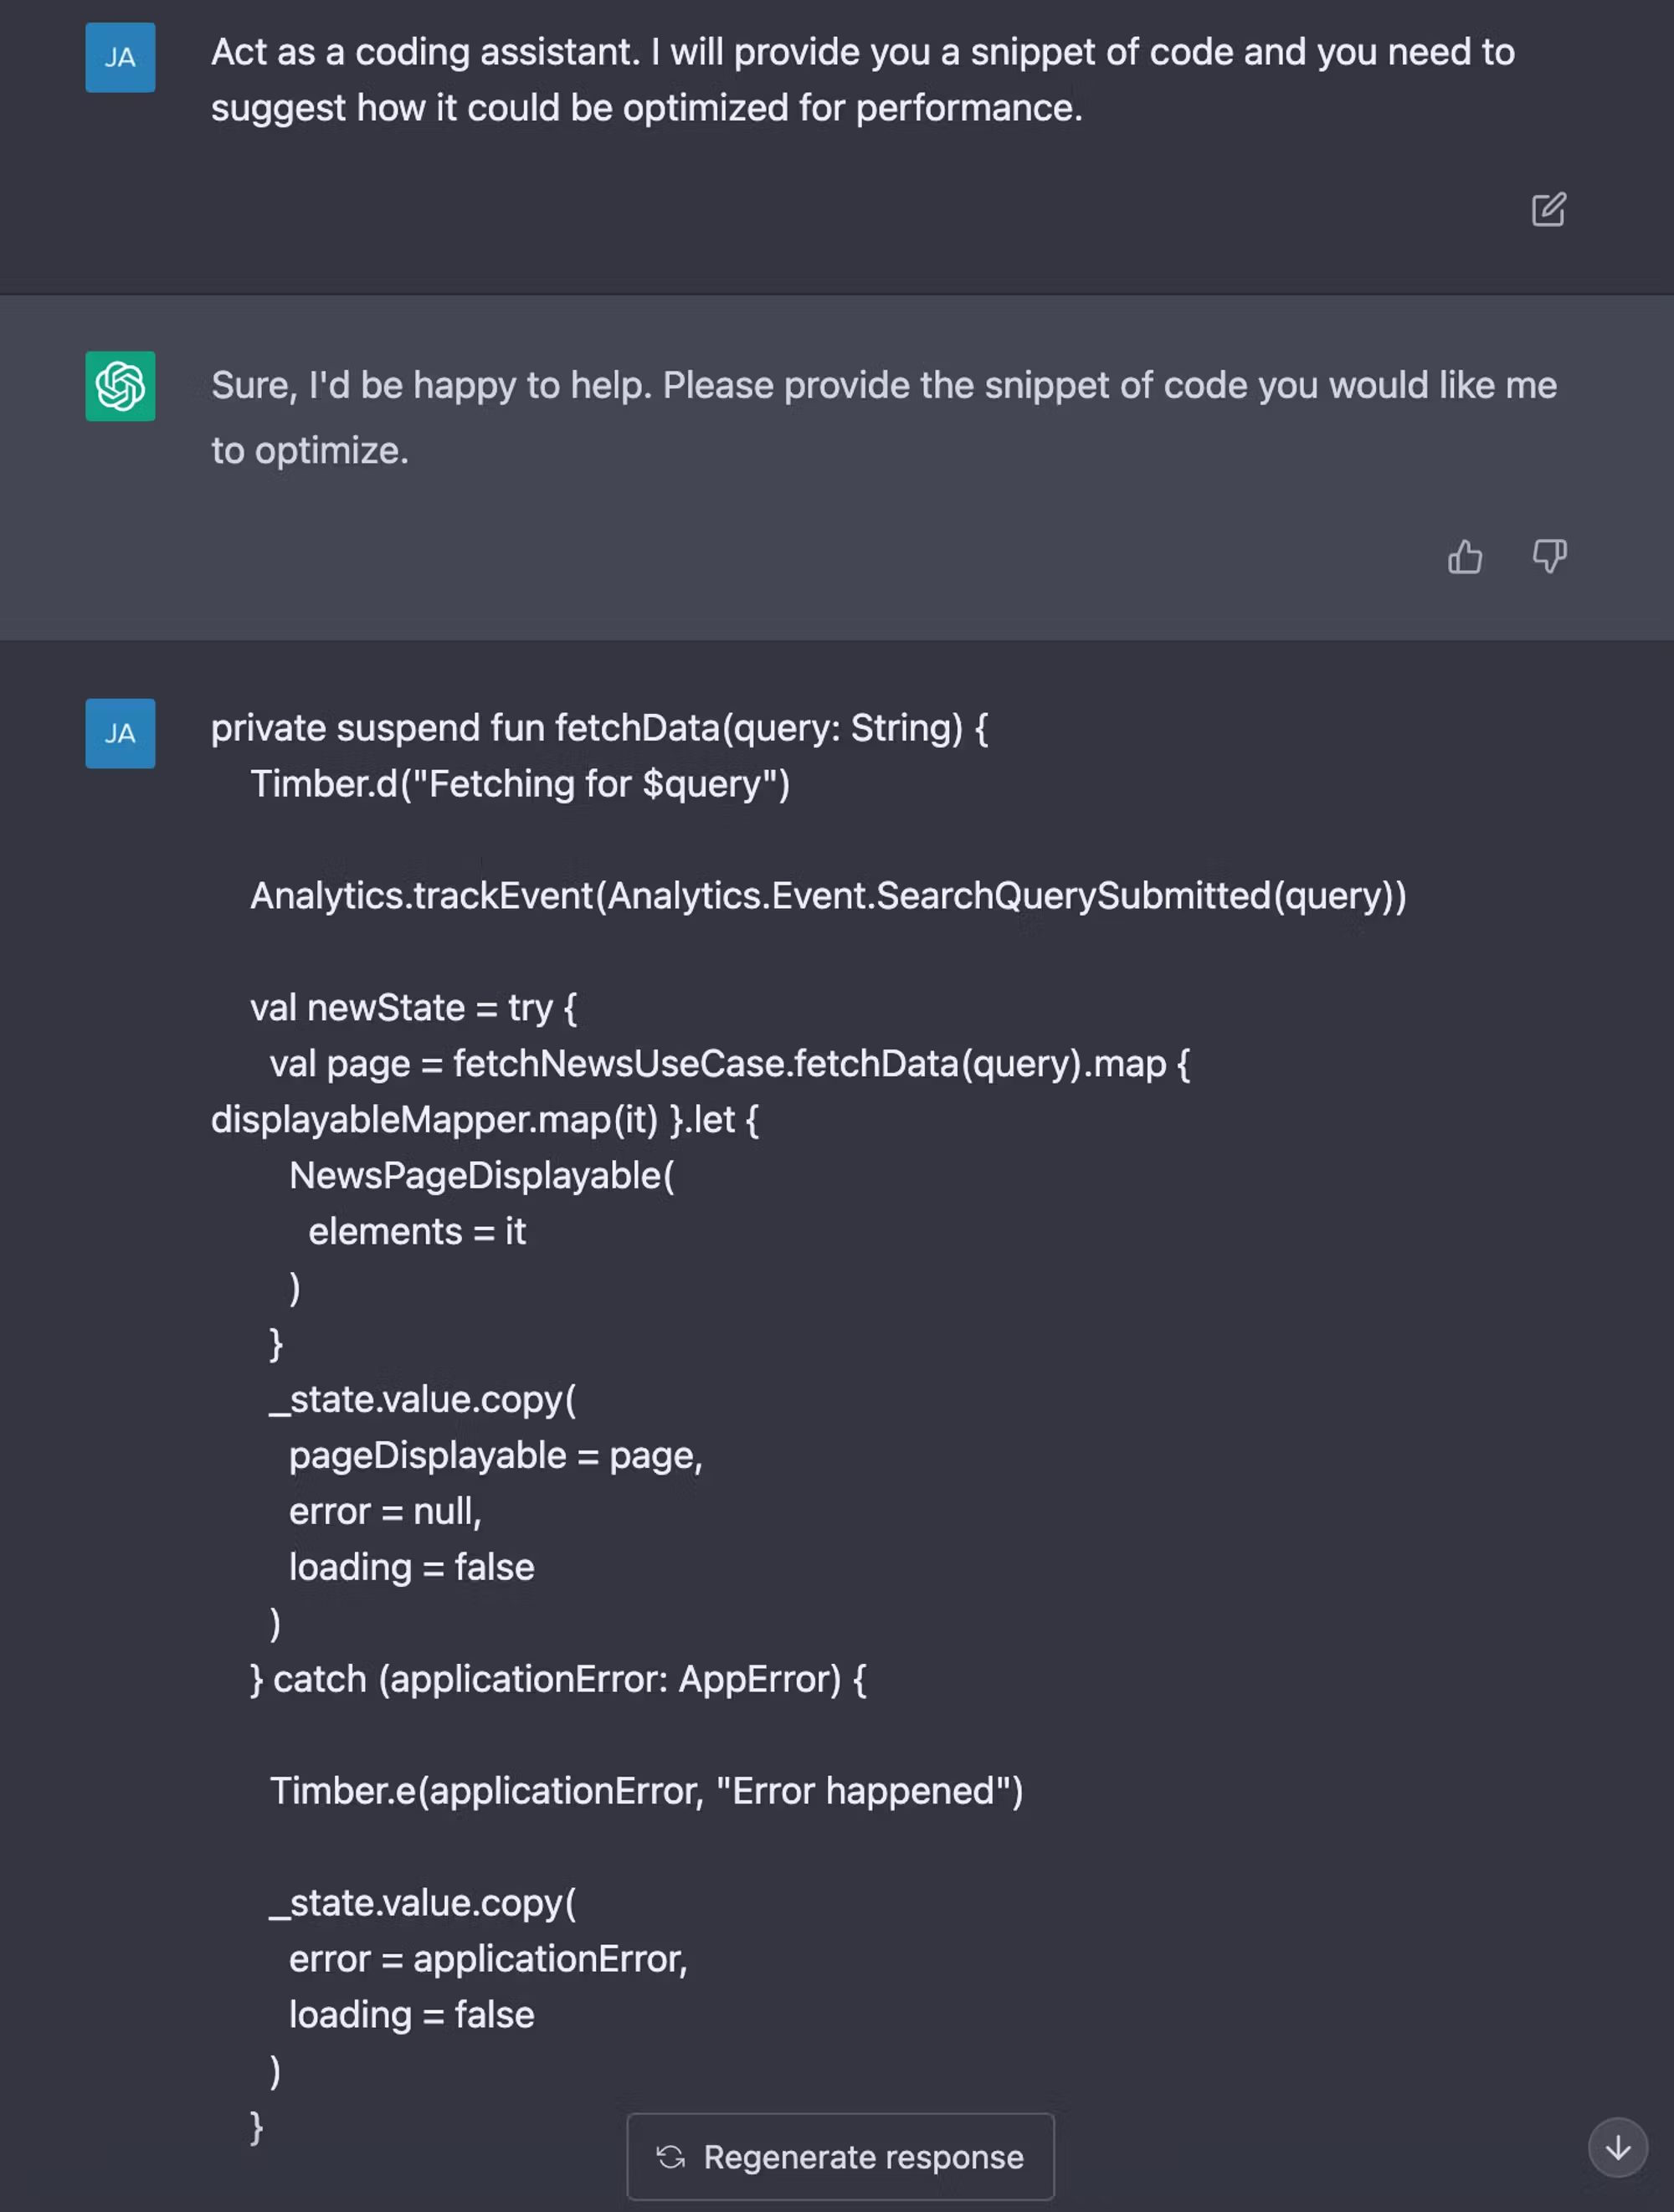 JA
Act as a coding assistant. I will provide you a snippet of code and you need to
suggest how it could be optimized for performance.
Sure, I'd be happy to help. Please provide the snippet of code you would like me
to optimize.
JA
private suspend fun fetchData(query: String) {
Timber.d("Fetching for $query")
Analytics.trackEvent(Analytics.Event.SearchQuerySubmitted(query))
val newState = try {
val page = fetchNewsUseCase.fetchData(query).map {
displayableMapper.map(it) }.let {
NewsPageDisplayable(
elements = it
)
}
_state.value.copy(
pageDisplayable = page,
error = null,
loading = false
)
} catch (applicationError: AppError) {
Timber.e(applicationError, "Error happened")
_state.value.copy(
error = applicationError,
loading = false
)
}
Regenerate response